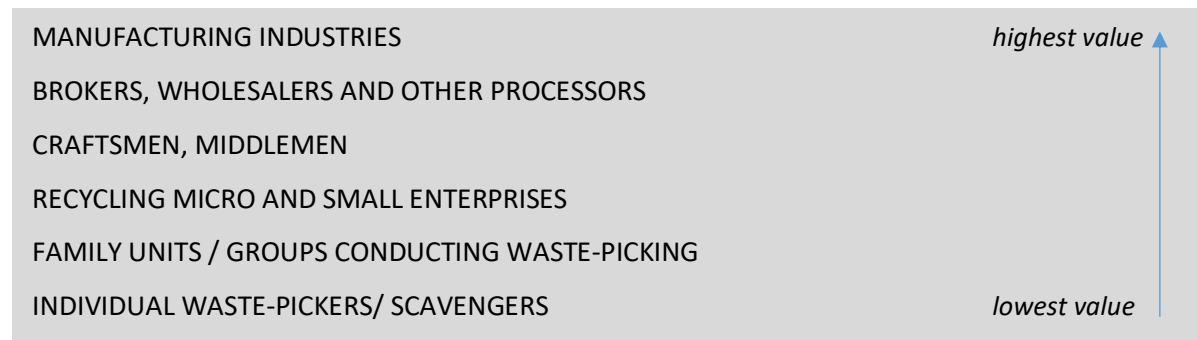 MANUFACTURING INDUSTRIES highest value
BROKERS, WHOLESALERS AND OTHER PROCESSORS
CRAFTSMEN, MIDDLEMEN
RECYCLING MICRO AND SMALL ENTERPRISES
FAMILY UNITS / GROUPS CONDUCTING WASTE-PICKING
INDIVIDUAL WASTE-PICKERS/ SCAVENGERS lowest value